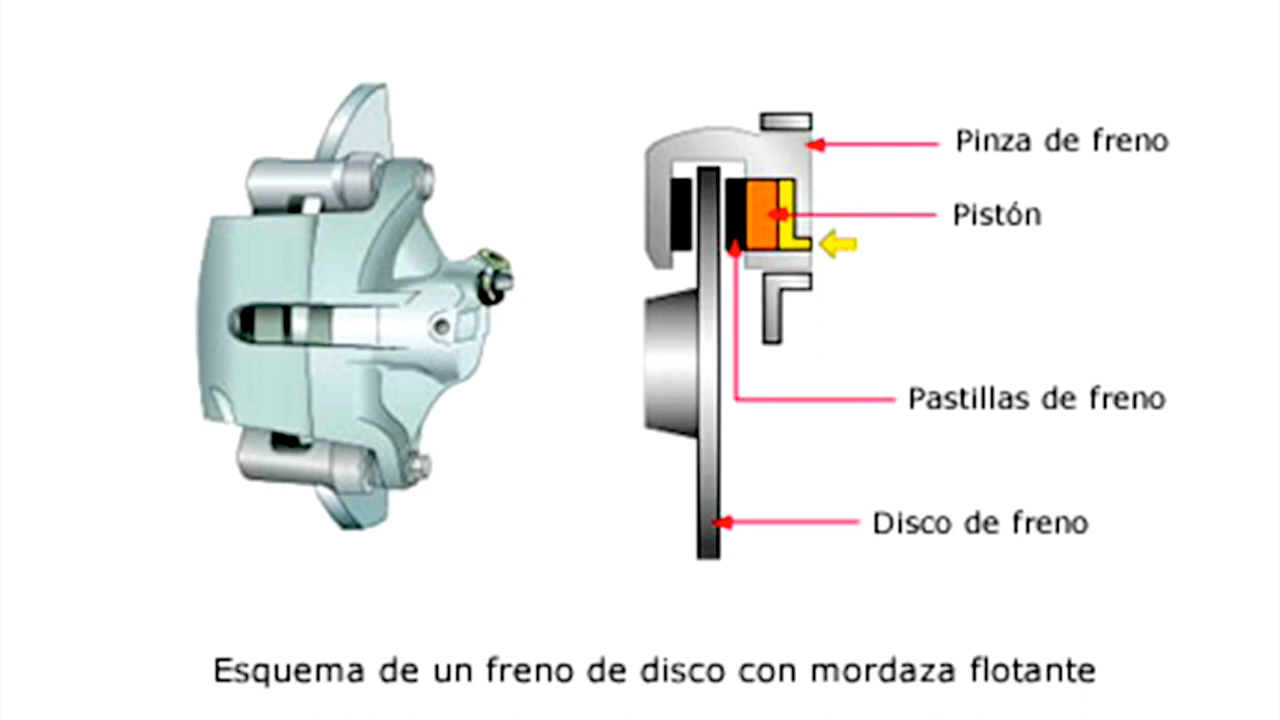 Pinza de freno
Pistón
Pastillas de freno
Disco de freno
Esquema de un freno de disco con mordaza flotante